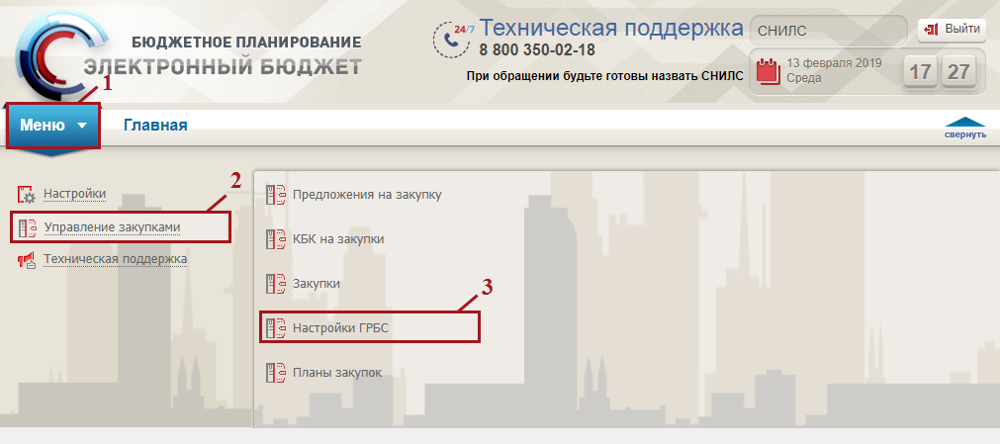 БЮДЖЕТНОЕ ПЛАНИРОВАНИЕ
ЭЛЕКТРОННЫЙ БЮДЖЕТ
24/7
Техническая поддержка
8 800 350-02-18
При обращении будьте готовы назвать СНИЛС
СНИЛС
Выйти
13 февраля 2019
Среда
17 27
1
Меню
Главная
свернуть
2
Настройки
Управление закупками
Техническая поддержка
Предложения на закупку
КБК на закупки
Закупки
3
Настройки ГРБС
Планы закупок